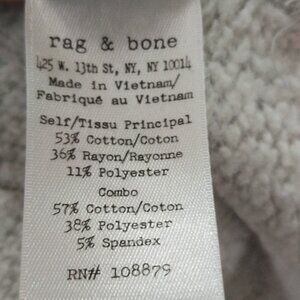 rag & bone
425 W. 13th St, NY, NY 10014
Made in Vietnam/
Fabriqué au Vietnam
Self/Tissu Principal
53% Cotton/Coton
36% Rayon/Rayonne
11% Polyester
Combo
57% Cotton/Coton
38% Polyester
5% Spandex
RN# 108879